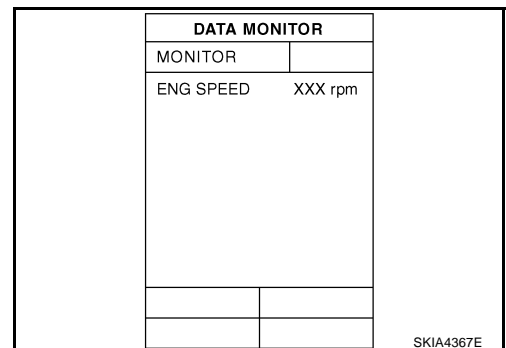 DATA MONITOR
MONITOR
ENG SPEED XXX rpm
SKIA4367E